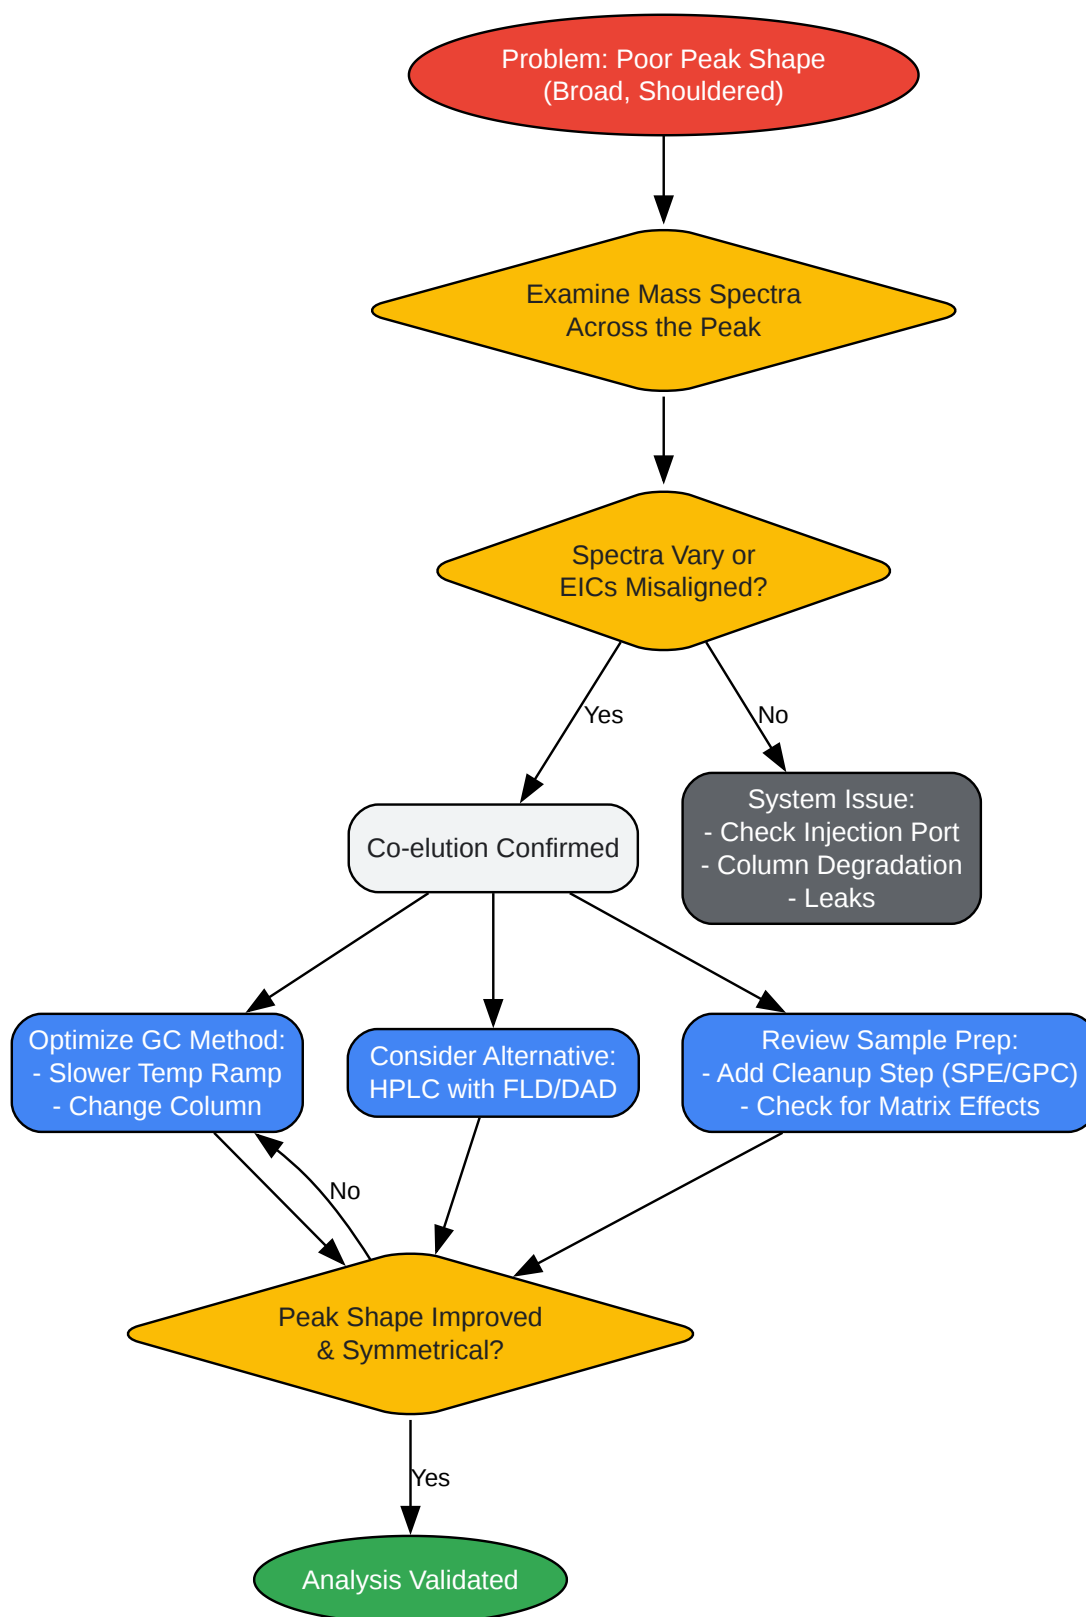 Problem: Poor Peak Shape
(Broad, Shouldered)
Examine Mass Spectra
Across the Peak
Spectra Vary or
EICs Misaligned?
Yes
No
System Issue:
- Check Injection Port
- Column Degradation
- Leaks
Co-elution Confirmed
Optimize GC Method:
- Slower Temp Ramp
- Change Column
Consider Alternative:
HPLC with FLD/DAD
Review Sample Prep:
- Add Cleanup Step (SPE/GPC)
- Check for Matrix Effects
No
Peak Shape Improved
& Symmetrical?
Yes
Analysis Validated